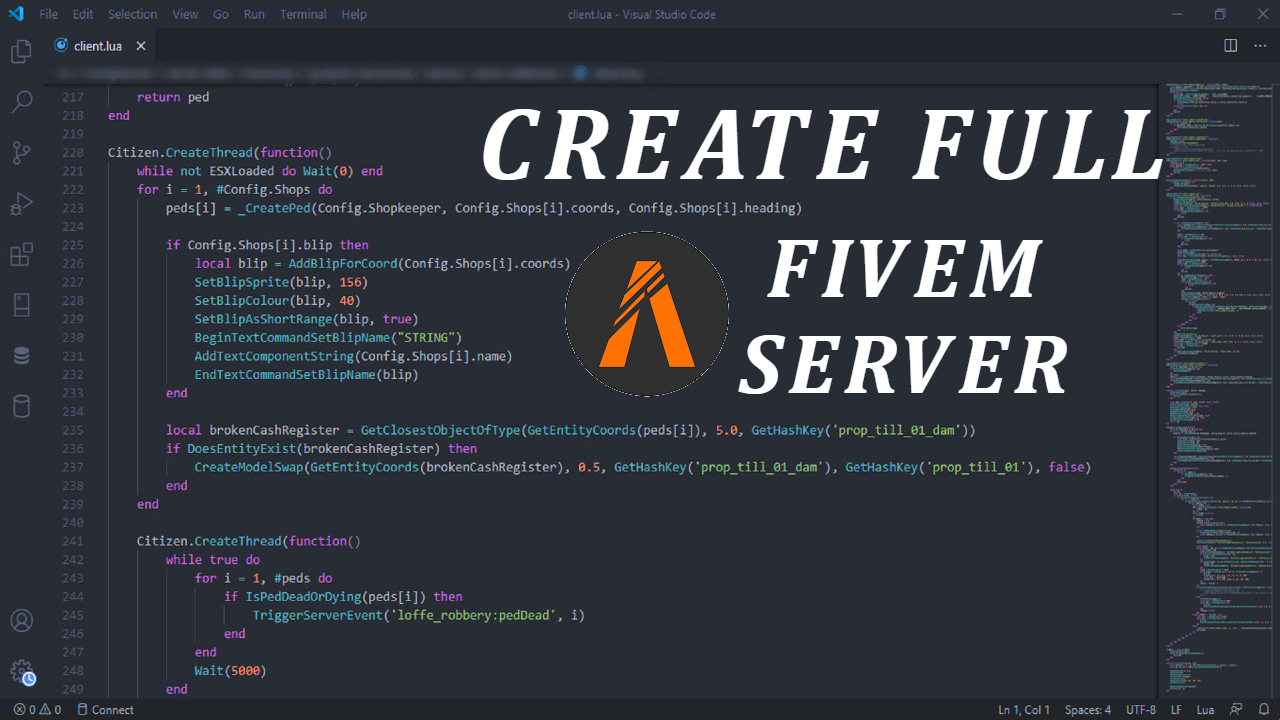 File Edit Selection View Go Run Terminal Help
client.lua - Visual Studio Code
client.lua
217 return ped
218 end
219
220 Citizen.CreateThread(function()
221 while not ESXLoaded do Wait(0) end
222 for i = 1, #Config.Shops do
223 peds[i] = _CreatePed(Config.Shopkeeper, Config.Shops[i].coords, Config.Shops[i].heading)
224
225 if Config.Shops[i].blip then
226 local blip = AddBlipForCoord(Config.Shops[i].coords)
227 SetBlipSprite(blip, 156)
228 SetBlipColour(blip, 40)
229 SetBlipAsShortRange(blip, true)
230 BeginTextCommandSetBlipName("STRING")
231 AddTextComponentString(Config.Shops[i].name)
232 EndTextCommandSetBlipName(blip)
233 end
234
235 local brokenCashRegister = GetClosestObjectOfType(GetEntityCoords(peds[i]), 5.0, GetHashKey('prop_till_01_dam'))
236 if DoesEntityExist(brokenCashRegister) then
237 CreateModelSwap(GetEntityCoords(brokenCashRegister), 0.5, GetHashKey('prop_till_01_dam'), GetHashKey('prop_till_01'), false)
238 end
239 end
240
241 Citizen.CreateThread(function()
242 while true do
243 for i = 1, #peds do
244 if IsPedDeadOrDying(peds[i]) then
245 TriggerServerEvent('loffe_robbery:pedDead', i)
246 end
247 end
248 Wait(5000)
249 end
CREATE FULL
FIVEM
SERVER
0 0 Connect
Ln 1, Col 1 Spaces: 4 UTF-8 LF Lua